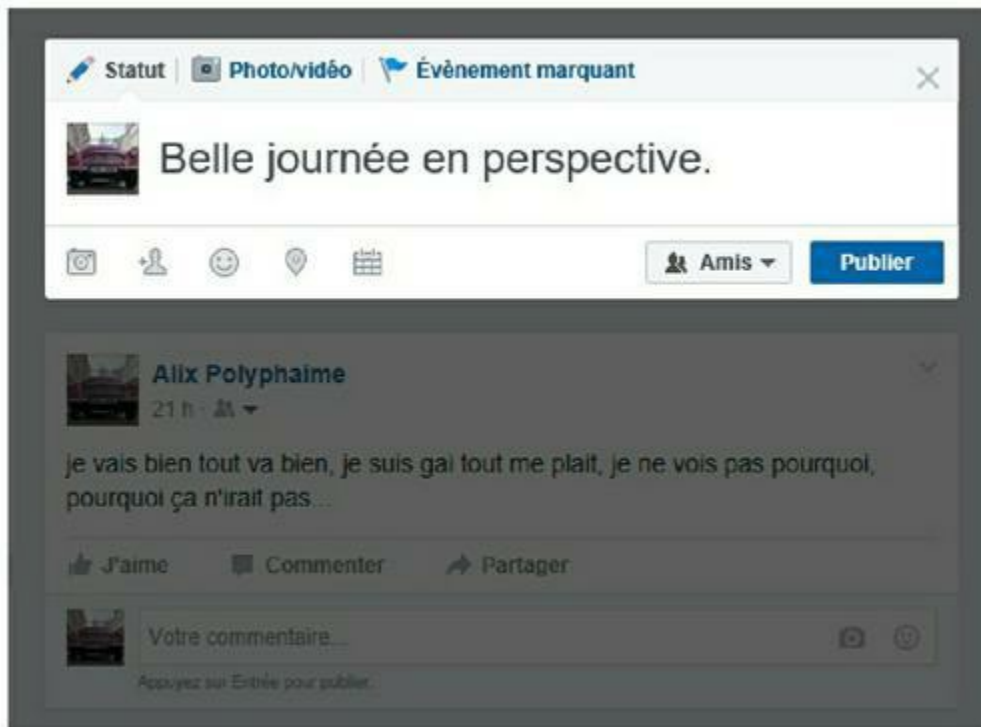 Statut Photo/vidéo Évènement marquant
Belle journée en perspective.
Amis Publier
Alix Polyphaime
21 h
je vais bien tout va bien, je suis gai tout me plait, je ne vois pas pourquoi,
pourquoi ça n'irait pas...
J'aime Commenter Partager
Votre commentaire...
Appuyez sur Entrée pour publier.